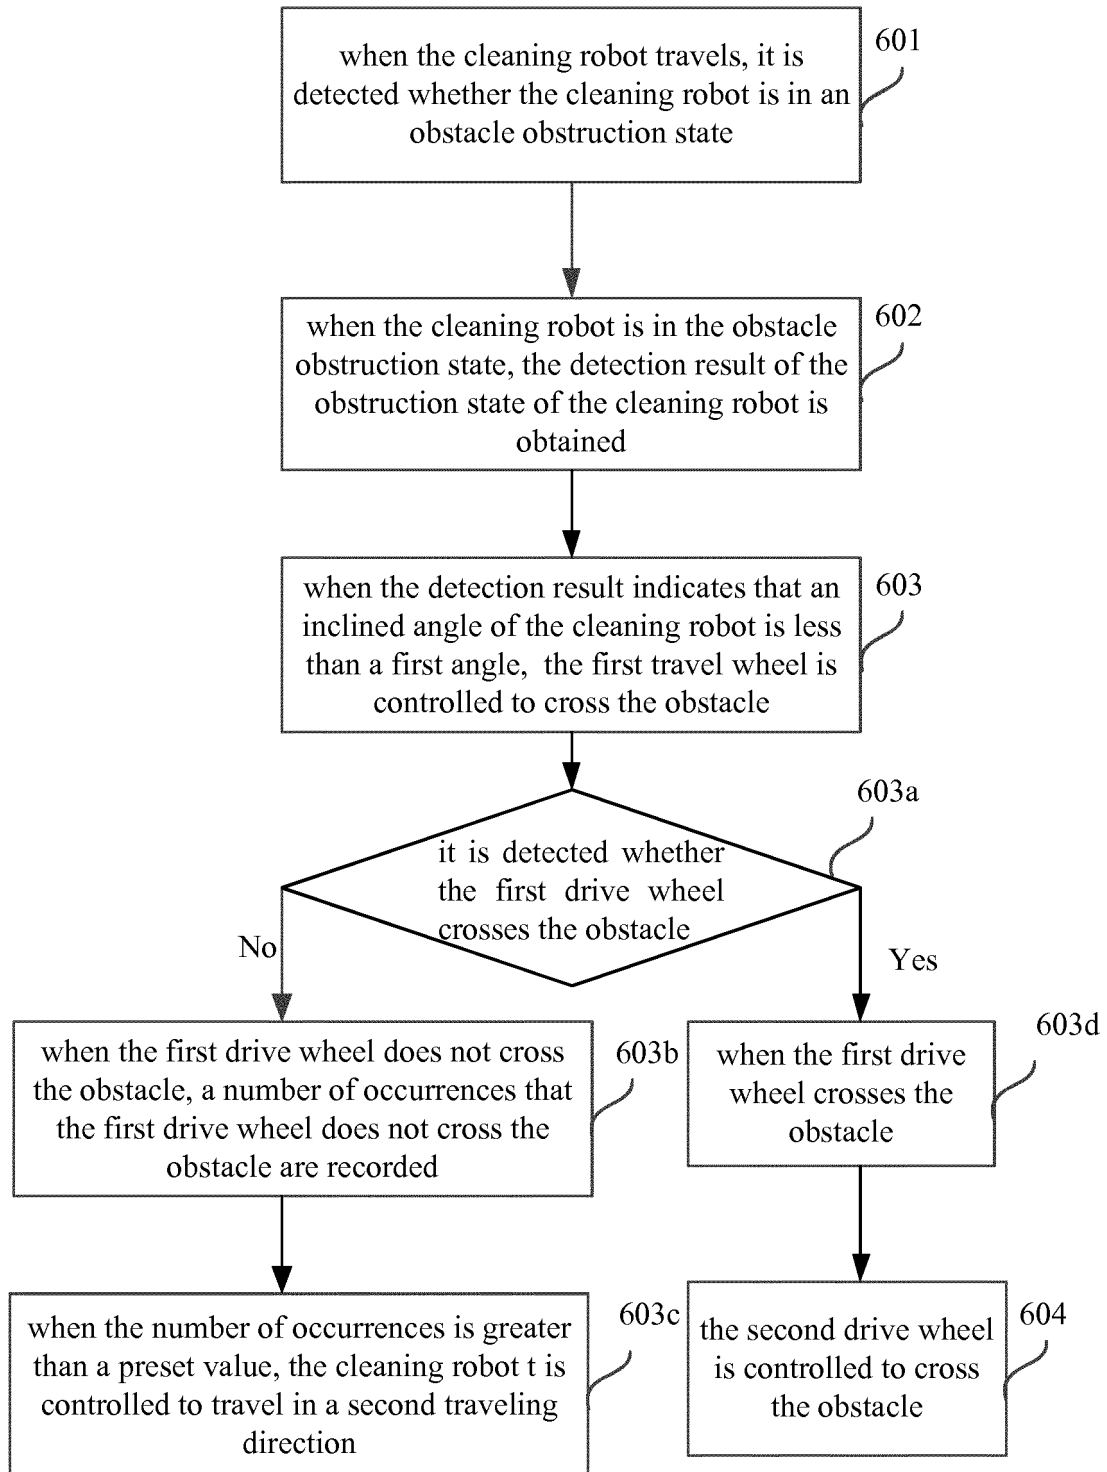 601
when the cleaning robot travels, it is
detected whether the cleaning robot is in an
obstacle obstruction state
602
when the cleaning robot is in the obstacle
obstruction state, the detection result of the
obstruction state of the cleaning robot is
obtained
603
when the detection result indicates that an
inclined angle of the cleaning robot is less
than a first angle, the first travel wheel is
controlled to cross the obstacle
603a
it is detected whether
the first drive wheel
crosses the obstacle
No
Yes
603b
when the first drive wheel does not cross
the obstacle, a number of occurrences that
the first drive wheel does not cross the
obstacle are recorded
603d
when the first drive
wheel crosses the
obstacle
603c
when the number of occurrences is greater
than a preset value, the cleaning robot t is
controlled to travel in a second traveling
direction
604
the second drive wheel
is controlled to cross
the obstacle